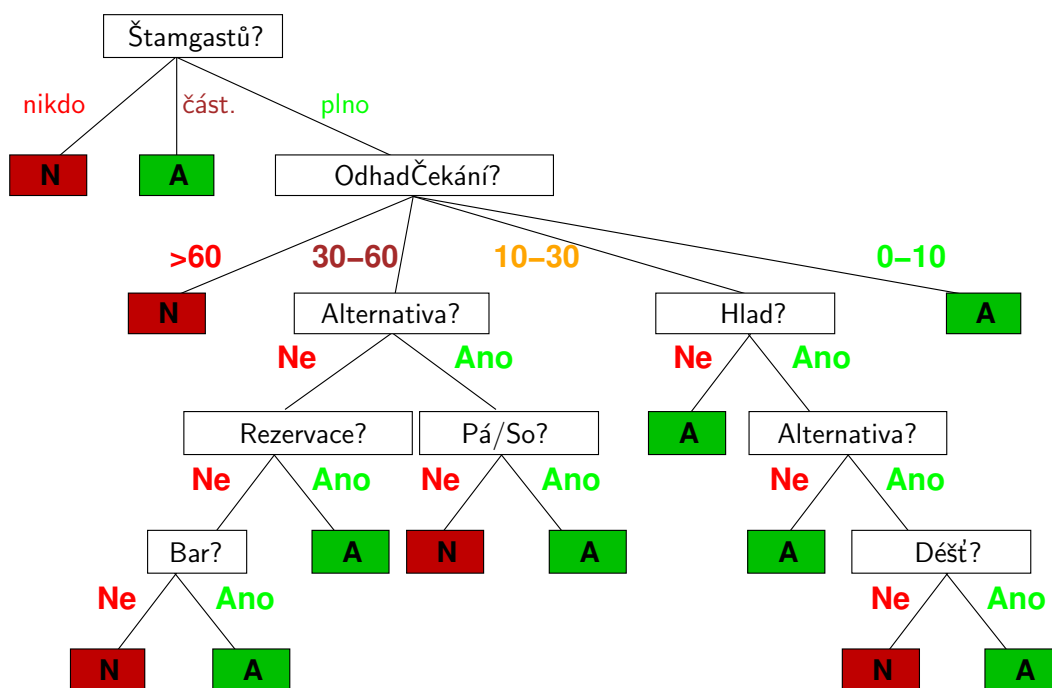 Štamgastů?
nikdo část. plno
N A OdhadČekání?
>60 30–60 10–30 0–10
N Alternativa? Hlad? A
Ne Ano Ne Ano
Rezervace? Pá/So? A Alternativa?
Ne Ano Ne Ano Ne Ano
Bar? A N A A Déšť?
Ne Ano Ne Ano
N A N A